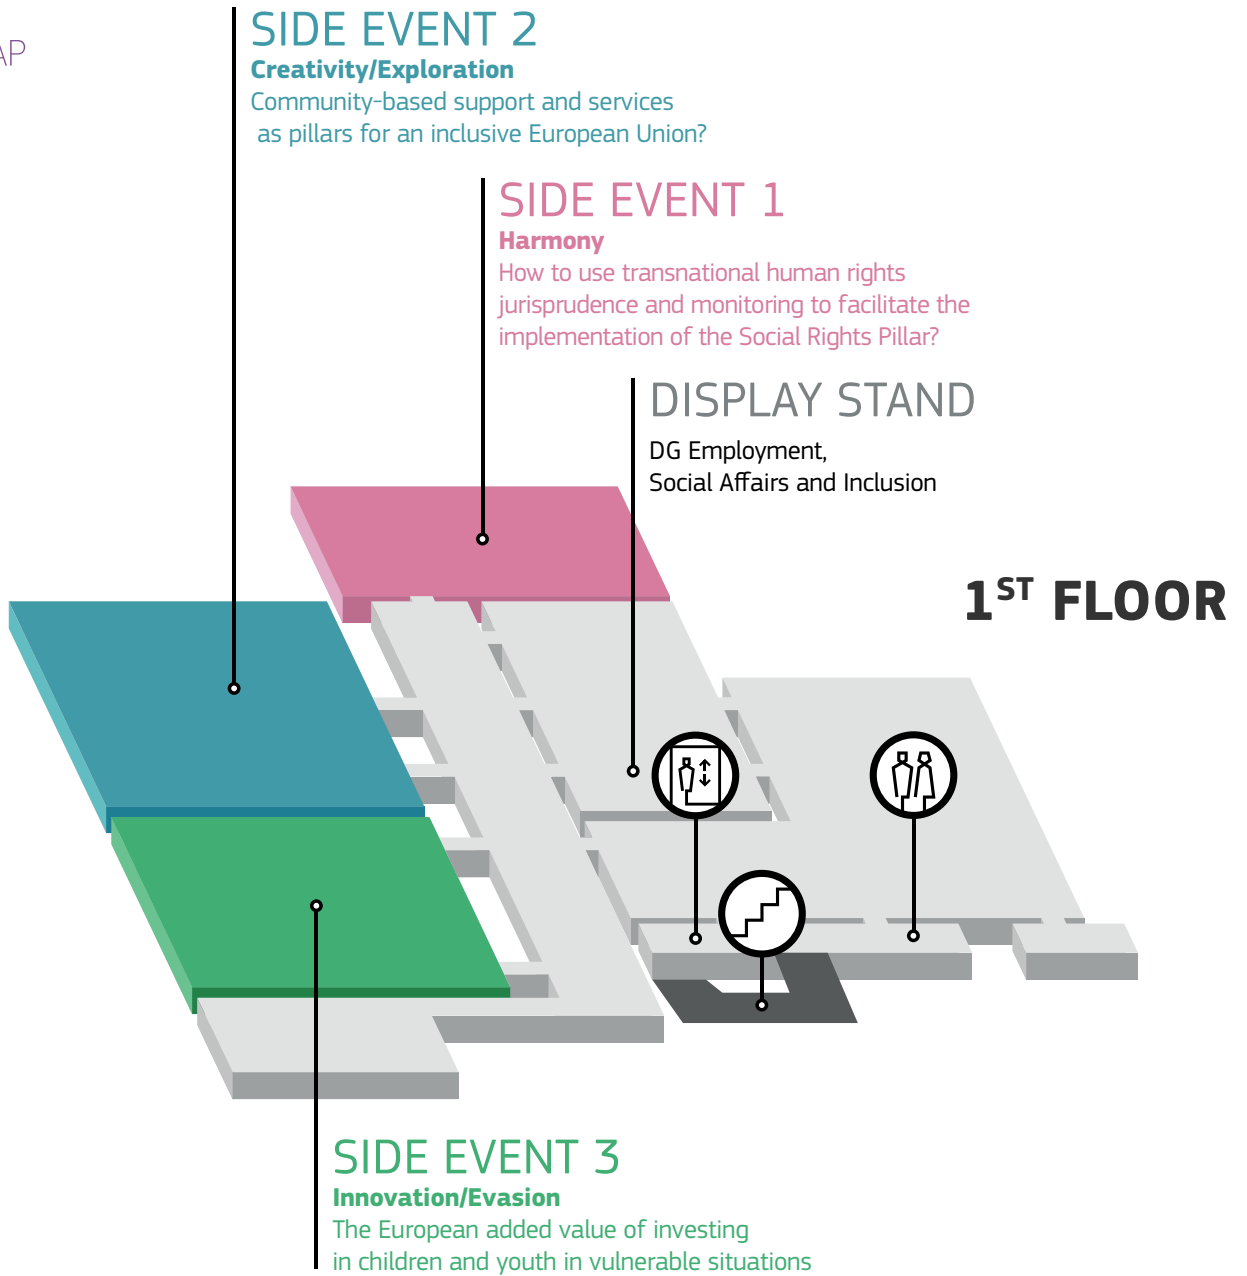 AP
SIDE EVENT 2
Creativity/Exploration
Community-based support and services
as pillars for an inclusive European Union?
SIDE EVENT 1
Harmony
How to use transnational human rights
jurisprudence and monitoring to facilitate the
implementation of the Social Rights Pillar?
DISPLAY STAND
DG Employment,
Social Affairs and Inclusion
1ST FLOOR
SIDE EVENT 3
Innovation/Evasion
The European added value of investing
in children and youth in vulnerable situations